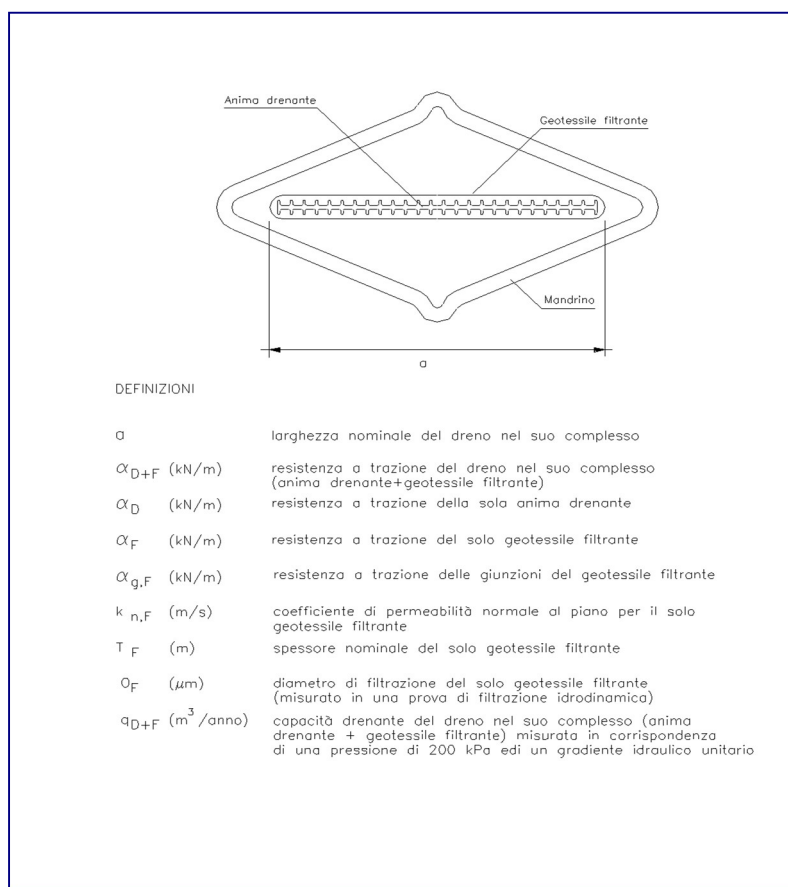 Anima drenante
Geotessile filtrante
Mandrino
a
DEFINIZIONI
a larghezza nominale del dreno nel suo complesso
α D+F (kN/m) resistenza a trazione del dreno nel suo complesso
(anima drenante+geotessile filtrante)
α D (kN/m) resistenza a trazione della sola anima drenante
α F (kN/m) resistenza a trazione del solo geotessile filtrante
α g,F (kN/m) resistenza a trazione delle giunzioni del geotessile filtrante
k n,F (m/s) coefficiente di permeabilità normale al piano per il solo
geotessile filtrante
T F (m) spessore nominale del solo geotessile filtrante
O F (μm) diametro di filtrazione del solo geotessile filtrante
(misurato in una prova di filtrazione idrodinamica)
q D+F (m³/anno) capacità drenante del dreno nel suo complesso (anima
drenante + geotessile filtrante) misurata in corrispondenza
di una pressione di 200 kPa edi un gradiente idraulico unitario